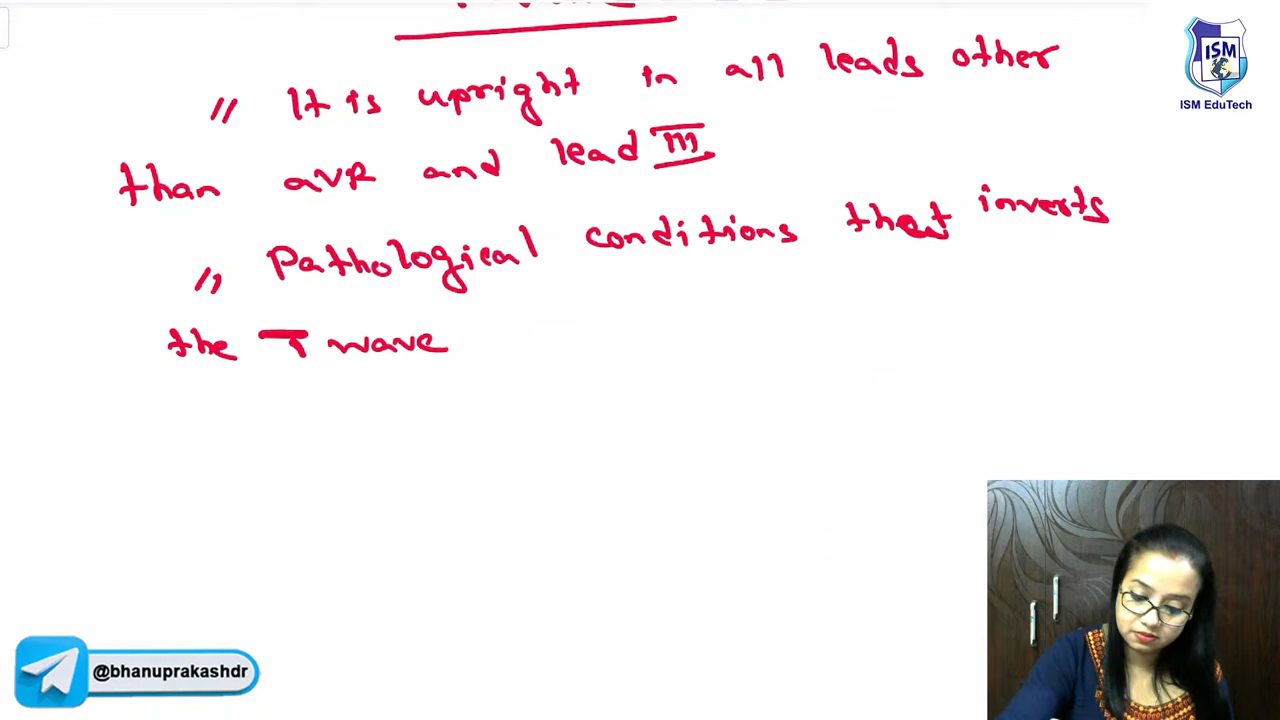 // It is upright in all leads other
than aVR and lead III
// Pathological conditions that inverts
the T wave
ISM
ISM EduTech
@bhanuprakashdr